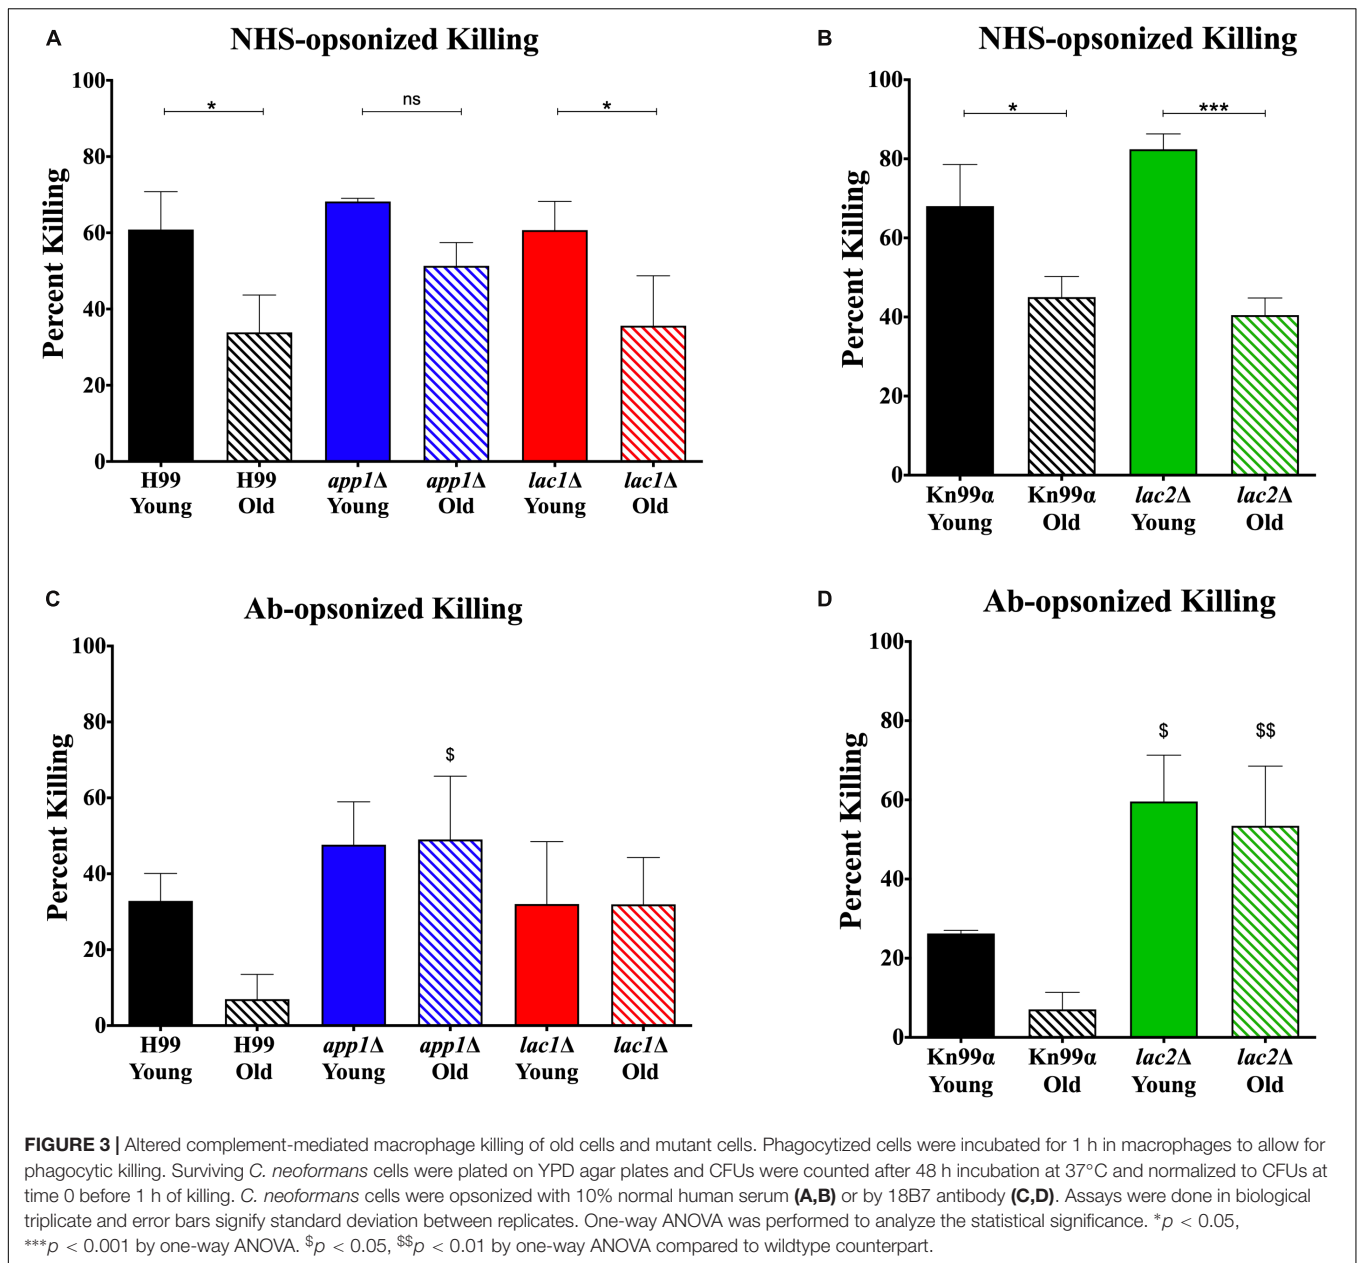 A
NHS-opsonized Killing
Percent Killing
100
80
60
40
20
0
*
ns
*
H99 H99 app1Δ app1Δ lac1Δ lac1Δ
Young Old Young Old Young Old
B
NHS-opsonized Killing
Percent Killing
100
80
60
40
20
0
*
***
Kn99α Kn99α lac2Δ lac2Δ
Young Old Young Old
C
Ab-opsonized Killing
Percent Killing
100
80
60
40
20
0
$
H99 H99 app1Δ app1Δ lac1Δ lac1Δ
Young Old Young Old Young Old
D
Ab-opsonized Killing
Percent Killing
100
80
60
40
20
0
$
$$
Kn99α Kn99α lac2Δ lac2Δ
Young Old Young Old
FIGURE 3 | Altered complement-mediated macrophage killing of old cells and mutant cells. Phagocytized cells were incubated for 1 h in macrophages to allow for
phagocytic killing. Surviving C. neoformans cells were plated on YPD agar plates and CFUs were counted after 48 h incubation at 37°C and normalized to CFUs at
time 0 before 1 h of killing. C. neoformans cells were opsonized with 10% normal human serum (A,B) or by 18B7 antibody (C,D). Assays were done in biological
triplicate and error bars signify standard deviation between replicates. One-way ANOVA was performed to analyze the statistical significance. *p < 0.05,
***p < 0.001 by one-way ANOVA. $p < 0.05, $$p < 0.01 by one-way ANOVA compared to wildtype counterpart.